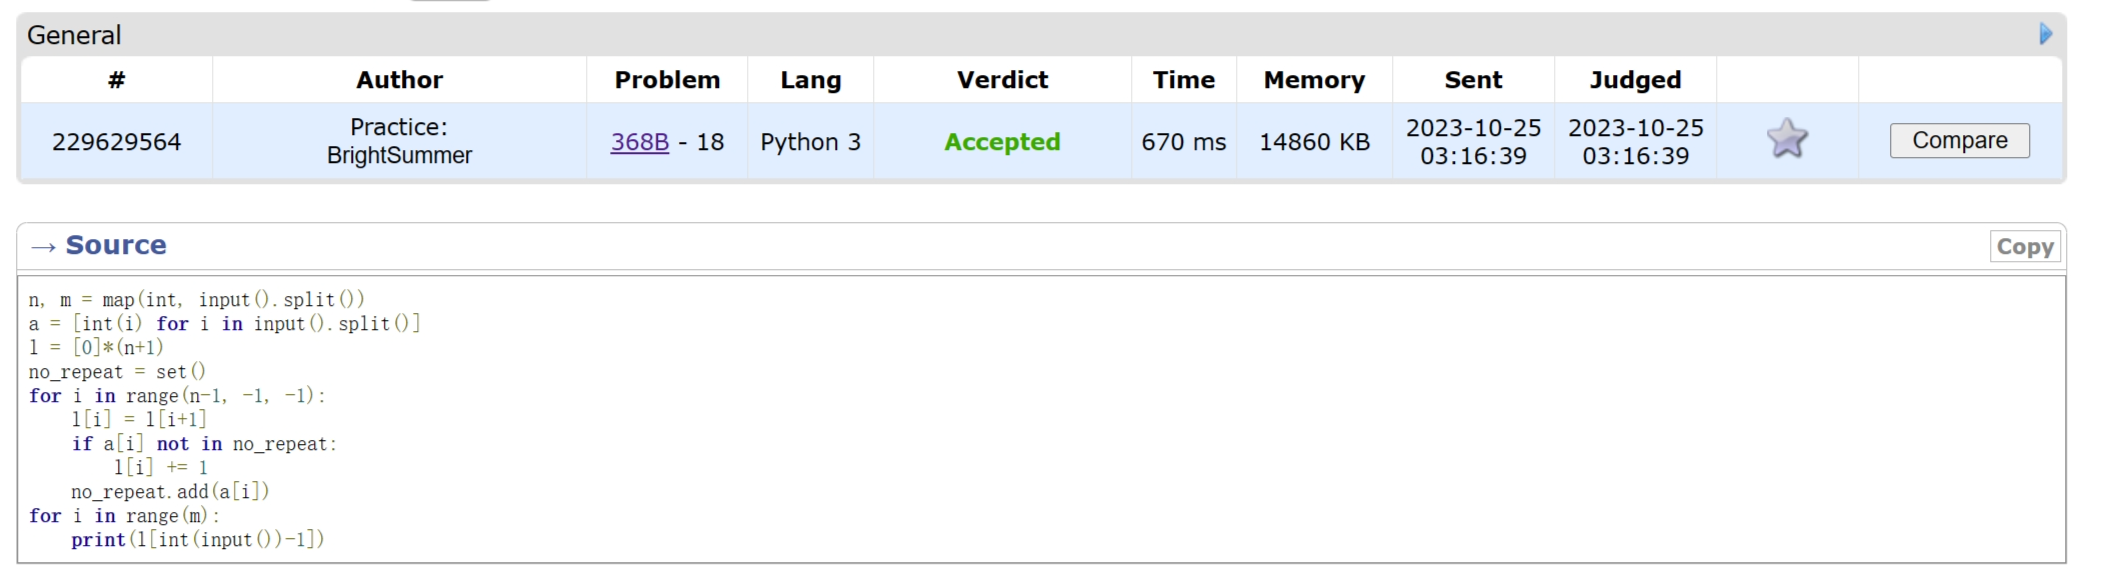 General
# Author Problem Lang Verdict Time Memory Sent Judged
229629564 Practice: BrightSummer 368B - 18 Python 3 Accepted 670 ms 14860 KB 2023-10-25 03:16:39 2023-10-25 03:16:39 Compare
→ Source
Copy
n, m = map(int, input().split())
a = [int(i) for i in input().split()]
l = [0]*(n+1)
no_repeat = set()
for i in range(n-1, -1, -1):
    l[i] = l[i+1]
    if a[i] not in no_repeat:
        l[i] += 1
    no_repeat.add(a[i])
for i in range(m):
    print(l[int(input())-1])